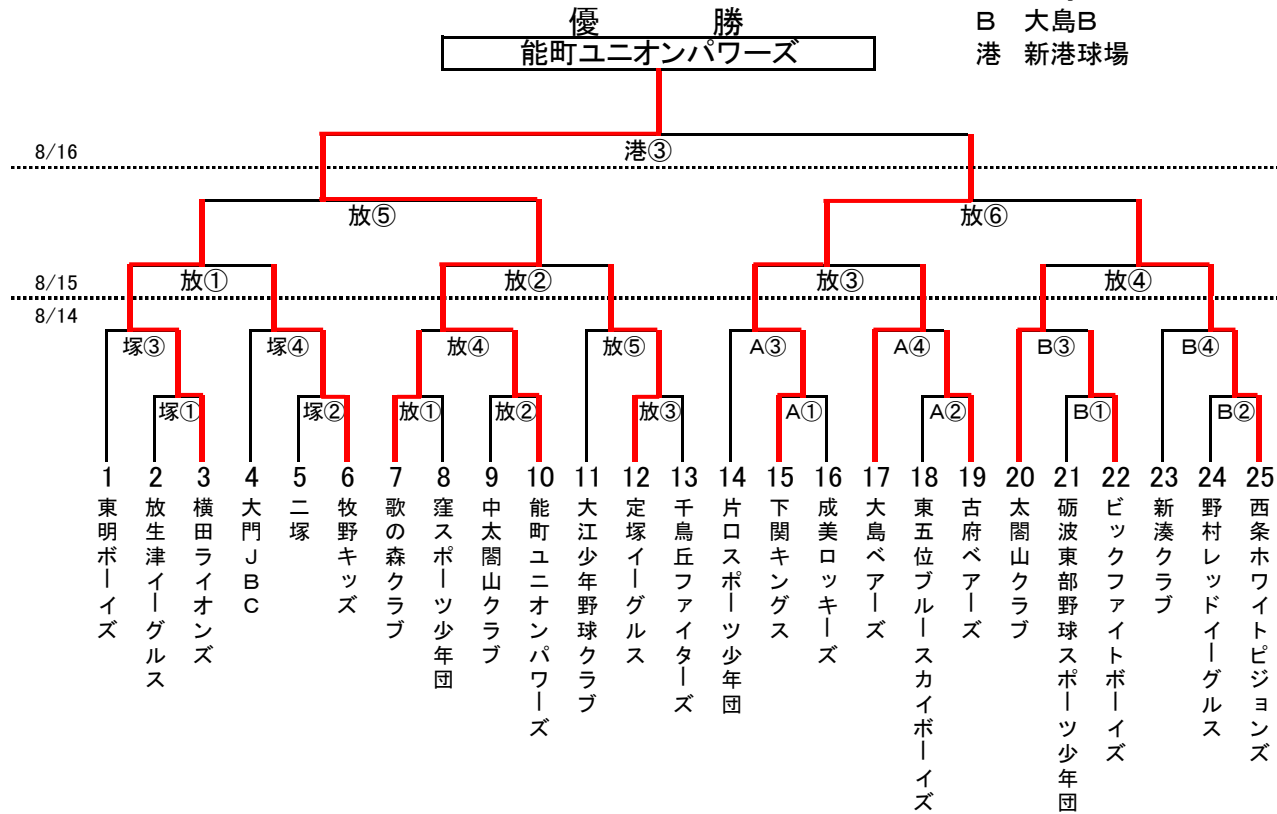 優　勝
能町ユニオンパワーズ
B　大島B
港　新港球場
港③
8/16
放⑤
放⑥
放①
放②
放③
放④
8/15
8/14
塚③
塚④
放④
放⑤
A③
A④
B③
B④
塚①
塚②
放①
放②
放③
A①
A②
B①
B②
1
東明ボーイズ
2
放生津イーグルス
3
横田ライオンズ
4
大門JBC
5
二塚
6
牧野キッズ
7
歌の森クラブ
8
窪スポーツ少年団
9
中太閤山クラブ
10
能町ユニオンパワーズ
11
大江少年野球クラブ
12
定塚イーグルス
13
千鳥丘ファイターズ
14
片口スポーツ少年団
15
下関キングス
16
成美ロッキーズ
17
大島ベアーズ
18
東五位ブルースカイボーイズ
19
古府ベアーズ
20
太閤山クラブ
21
砺波東部野球スポーツ少年団
22
ビックファイトボーイズ
23
新湊クラブ
24
野村レッドイーグルス
25
西条ホワイトピジョンズ